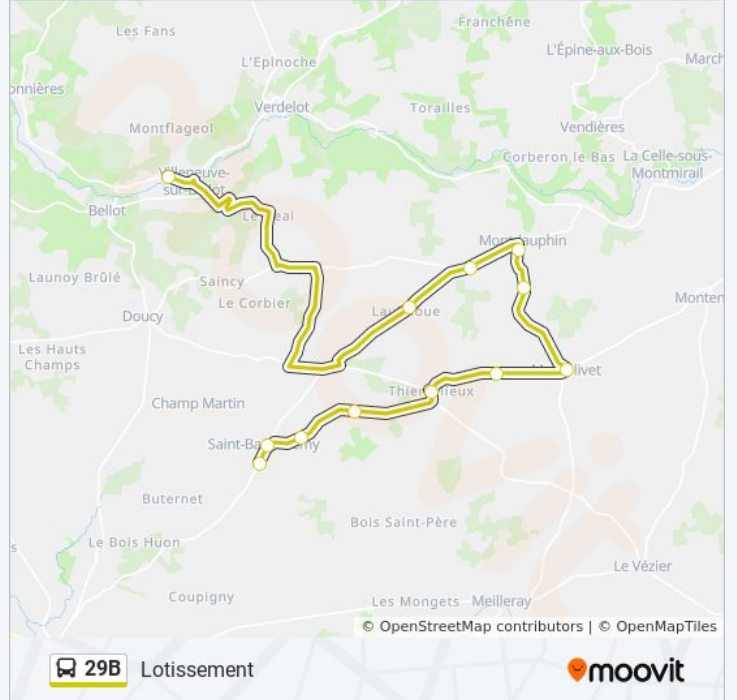 Les Fans
Franchêne
L'Épine-aux-Bois
L'Epinoche
March
onnières
Verdelot
Torailles
Montflageol
Vendières
Corberon le Bas
La Celle-sous-
Montmirail
Villeneuve-
Bellot
Launoy Brûlé
Saincy
Le Corbier
Monten
Doucy
Les Hauts
Champs
Champ Martin
Buternet
Bois Saint-Père
s
Le Bois Huon
Le Vézier
Coupigny
Les Mongets
Meilleray
© OpenStreetMap contributors | © OpenMapTiles
29B
Lotissement
moovit